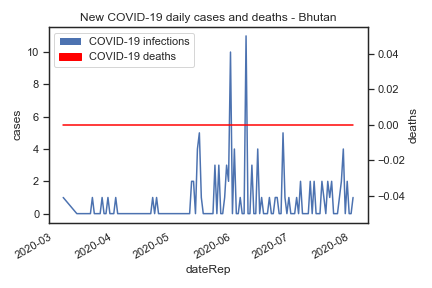 New COVID-19 daily cases and deaths - Bhutan
COVID-19 infections
COVID-19 deaths
10
8
6
4
2
0
cases
0.04
0.02
0.00
−0.02
−0.04
deaths
2020-03
2020-04
2020-05
2020-06
2020-07
2020-08
dateRep